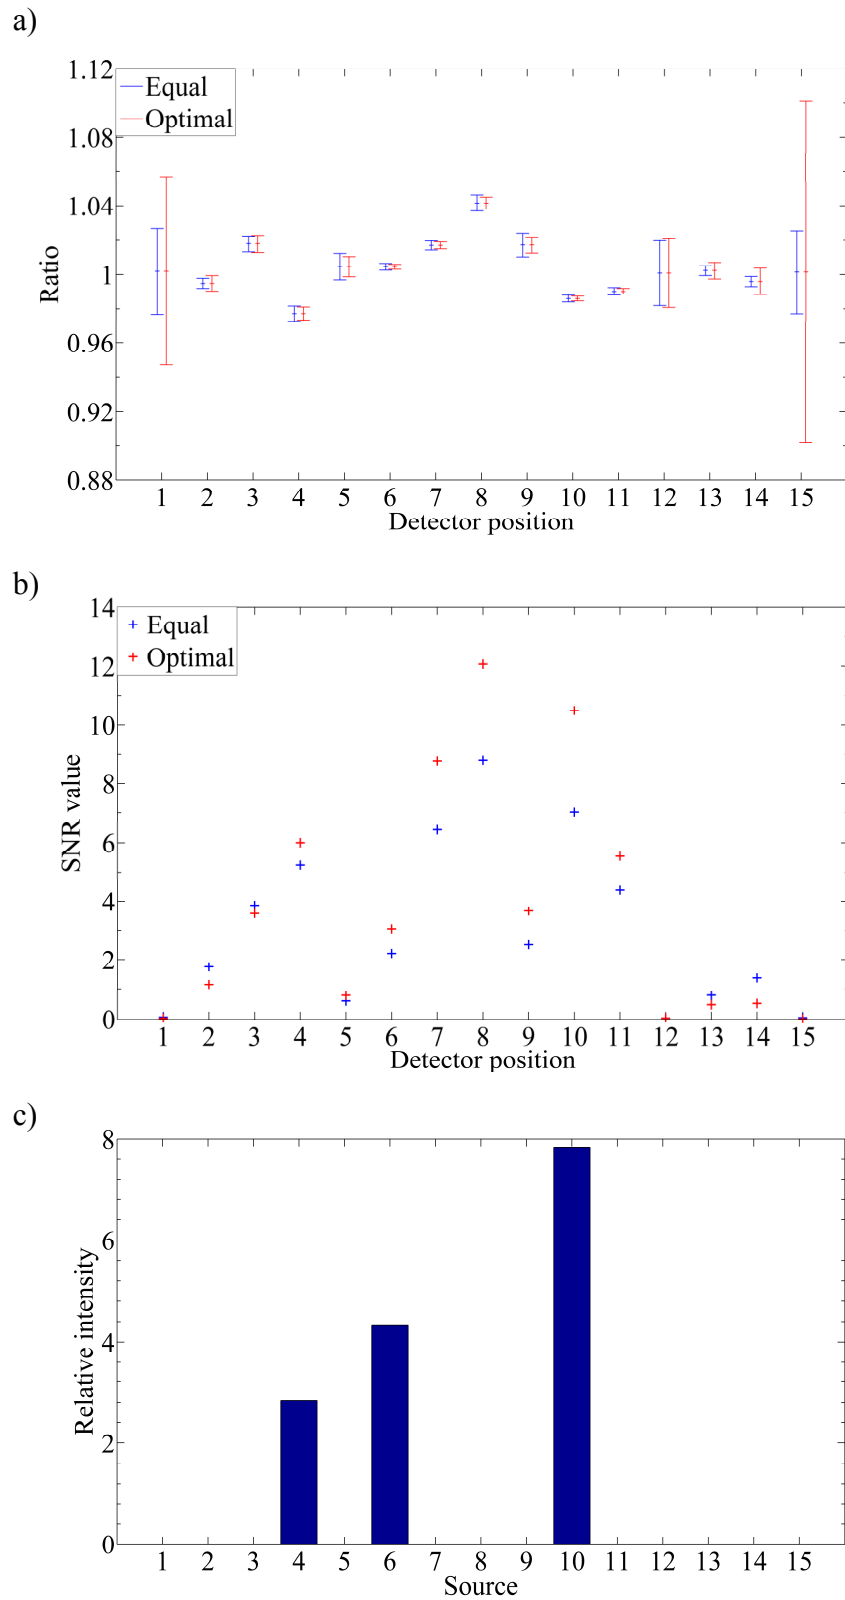 a)
1.12
1.08
1.04
1
0.96
0.92
0.88
Ratio
Equal
Optimal
1 2 3 4 5 6 7 8 9 10 11 12 13 14 15
Detector position
b)
14
12
10
8
6
4
2
0
SNR value
Equal
Optimal
1 2 3 4 5 6 7 8 9 10 11 12 13 14 15
Detector position
c)
8
6
4
2
0
Relative intensity
1 2 3 4 5 6 7 8 9 10 11 12 13 14 15
Source